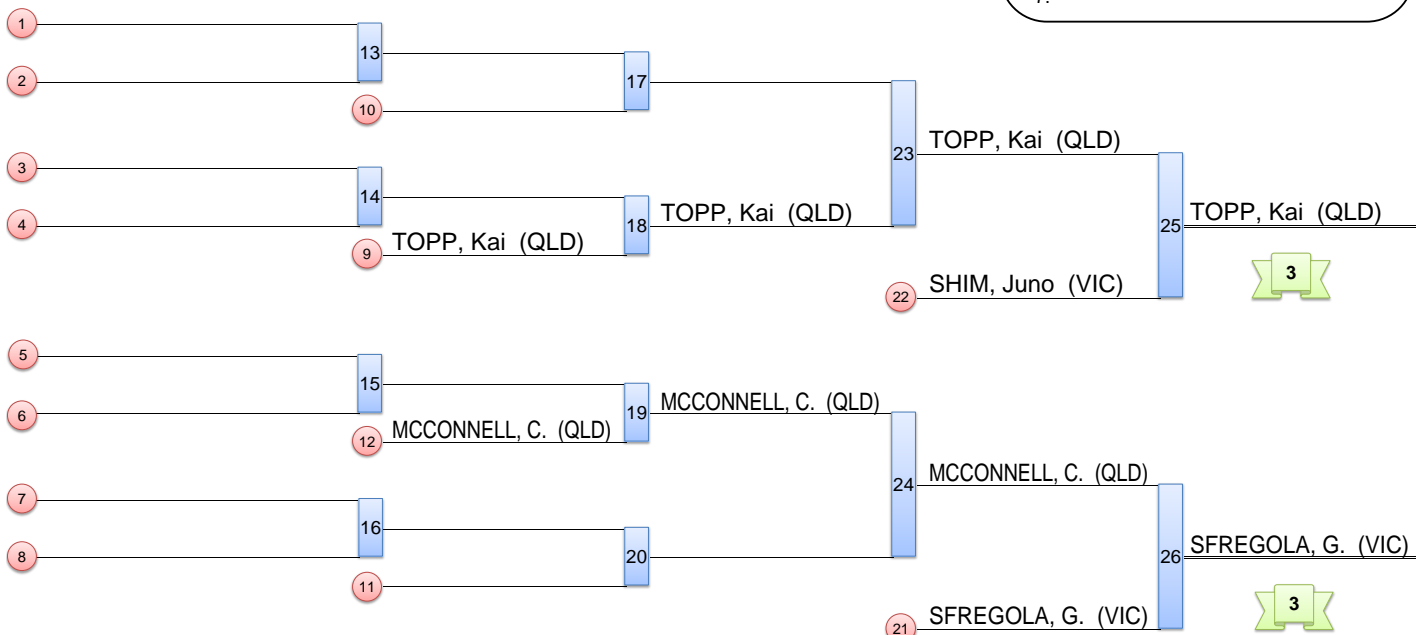 1
13
2
17
10
3
14
4
TOPP, Kai (QLD)
9
18
TOPP, Kai (QLD)
23
TOPP, Kai (QLD)
SHIM, Juno (VIC)
22
25
TOPP, Kai (QLD)
3
5
15
6
MCCONNELL, C. (QLD)
12
19
MCCONNELL, C. (QLD)
7
16
8
20
11
24
MCCONNELL, C. (QLD)
SFREGOLA, G. (VIC)
21
26
SFREGOLA, G. (VIC)
3